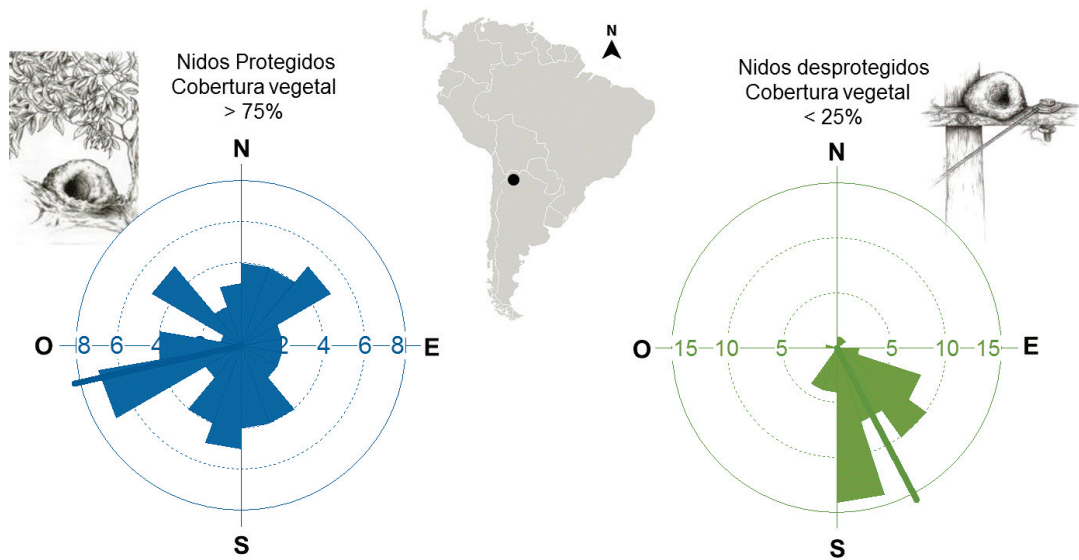 Nidos Protegidos
Cobertura vegetal
> 75%
N
Nidos desprotegidos
Cobertura vegetal
< 25%
N
N
O 8 6 4 2 4 6 8 E
S
O 15 10 5 5 10 15 E
S